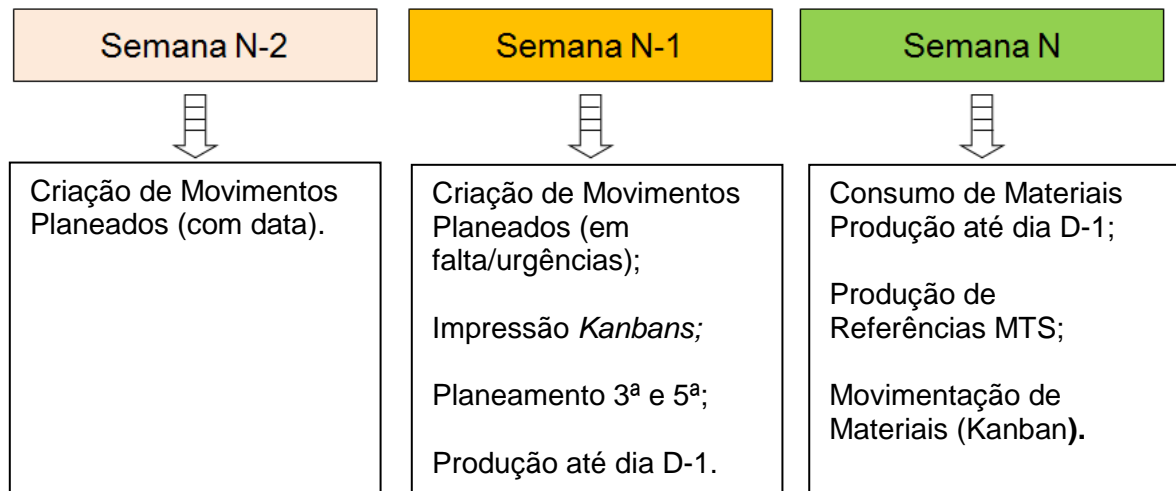 Semana N-2
Semana N-1
Semana N
Criação de Movimentos
Planeados (com data).
Criação de Movimentos
Planeados (em
falta/urgências);
Impressão Kanbans;
Planeamento 3ª e 5ª;
Produção até dia D-1.
Consumo de Materiais
Produção até dia D-1;
Produção de
Referências MTS;
Movimentação de
Materiais (Kanban).